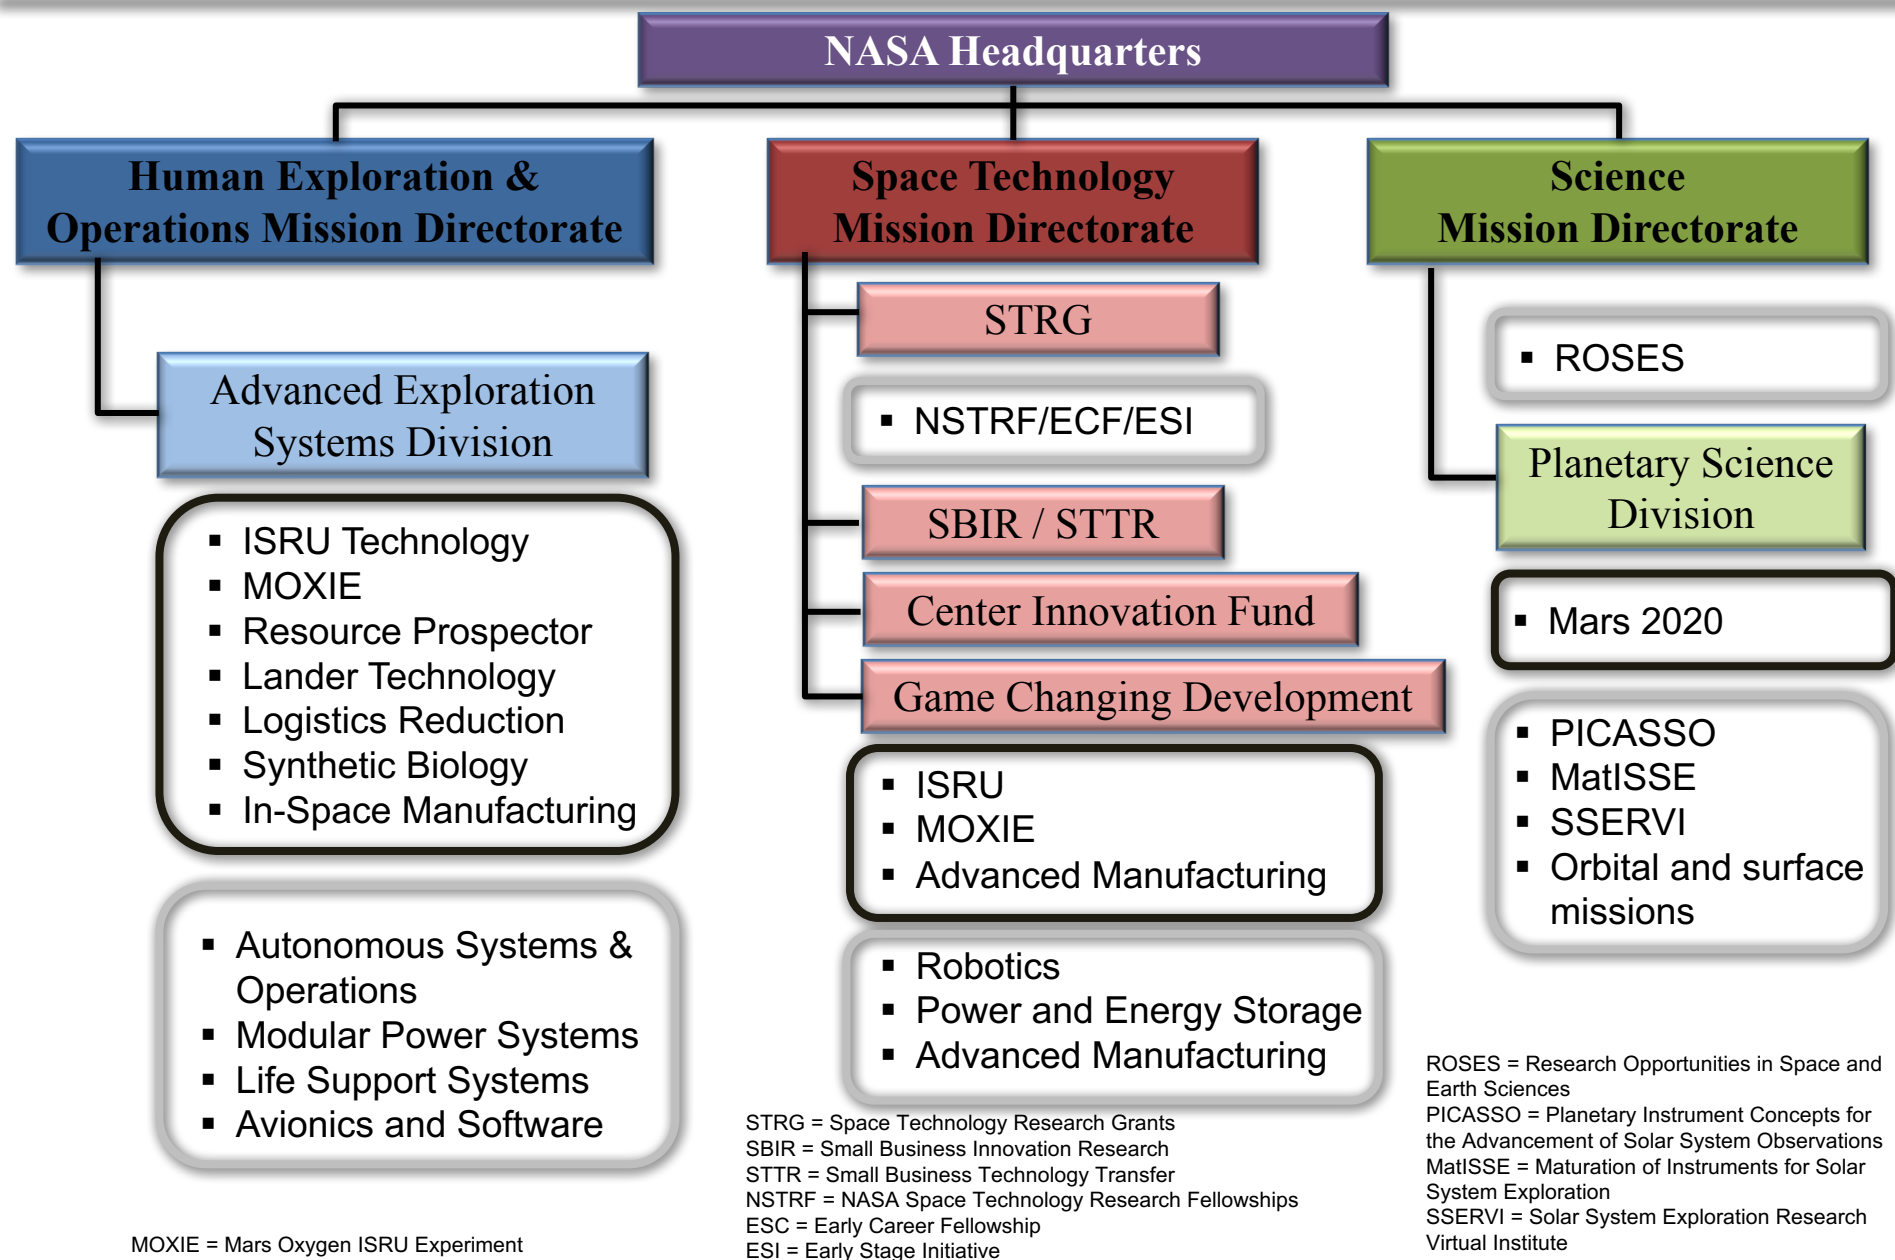 NASA Headquarters
Human Exploration &
Operations Mission Directorate
Advanced Exploration
Systems Division
▪ ISRU Technology
▪ MOXIE
▪ Resource Prospector
▪ Lander Technology
▪ Logistics Reduction
▪ Synthetic Biology
▪ In-Space Manufacturing
▪ Autonomous Systems &
Operations
▪ Modular Power Systems
▪ Life Support Systems
▪ Avionics and Software
MOXIE = Mars Oxygen ISRU Experiment
Space Technology
Mission Directorate
STRG
▪ NSTRF/ECF/ESI
SBIR / STTR
Center Innovation Fund
Game Changing Development
▪ ISRU
▪ MOXIE
▪ Advanced Manufacturing
▪ Robotics
▪ Power and Energy Storage
▪ Advanced Manufacturing
STRG = Space Technology Research Grants
SBIR = Small Business Innovation Research
STTR = Small Business Technology Transfer
NSTRF = NASA Space Technology Research Fellowships
ESC = Early Career Fellowship
ESI = Early Stage Initiative
Science
Mission Directorate
▪ ROSES
Planetary Science
Division
▪ Mars 2020
▪ PICASSO
▪ MatISSE
▪ SSERVI
▪ Orbital and surface
missions
ROSES = Research Opportunities in Space and
Earth Sciences
PICASSO = Planetary Instrument Concepts for
the Advancement of Solar System Observations
MatISSE = Maturation of Instruments for Solar
System Exploration
SSERVI = Solar System Exploration Research
Virtual Institute